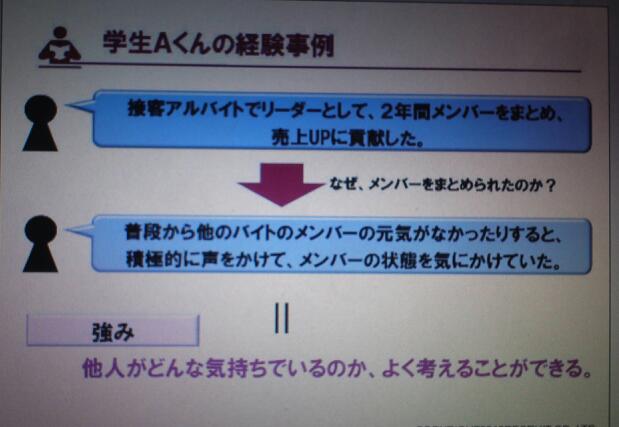 学生Aくんの経験事例
接客アルバイトでリーダーとして、2年間メンバーをまとめ、
売上UPに貢献した。
なぜ、メンバーをまとめられたのか？
普段から他のバイトのメンバーの元気がなかったりすると、
積極的に声をかけて、メンバーの状態を気にかけていた。
||
強み
他人がどんな気持ちでいるのか、よく考えることができる。